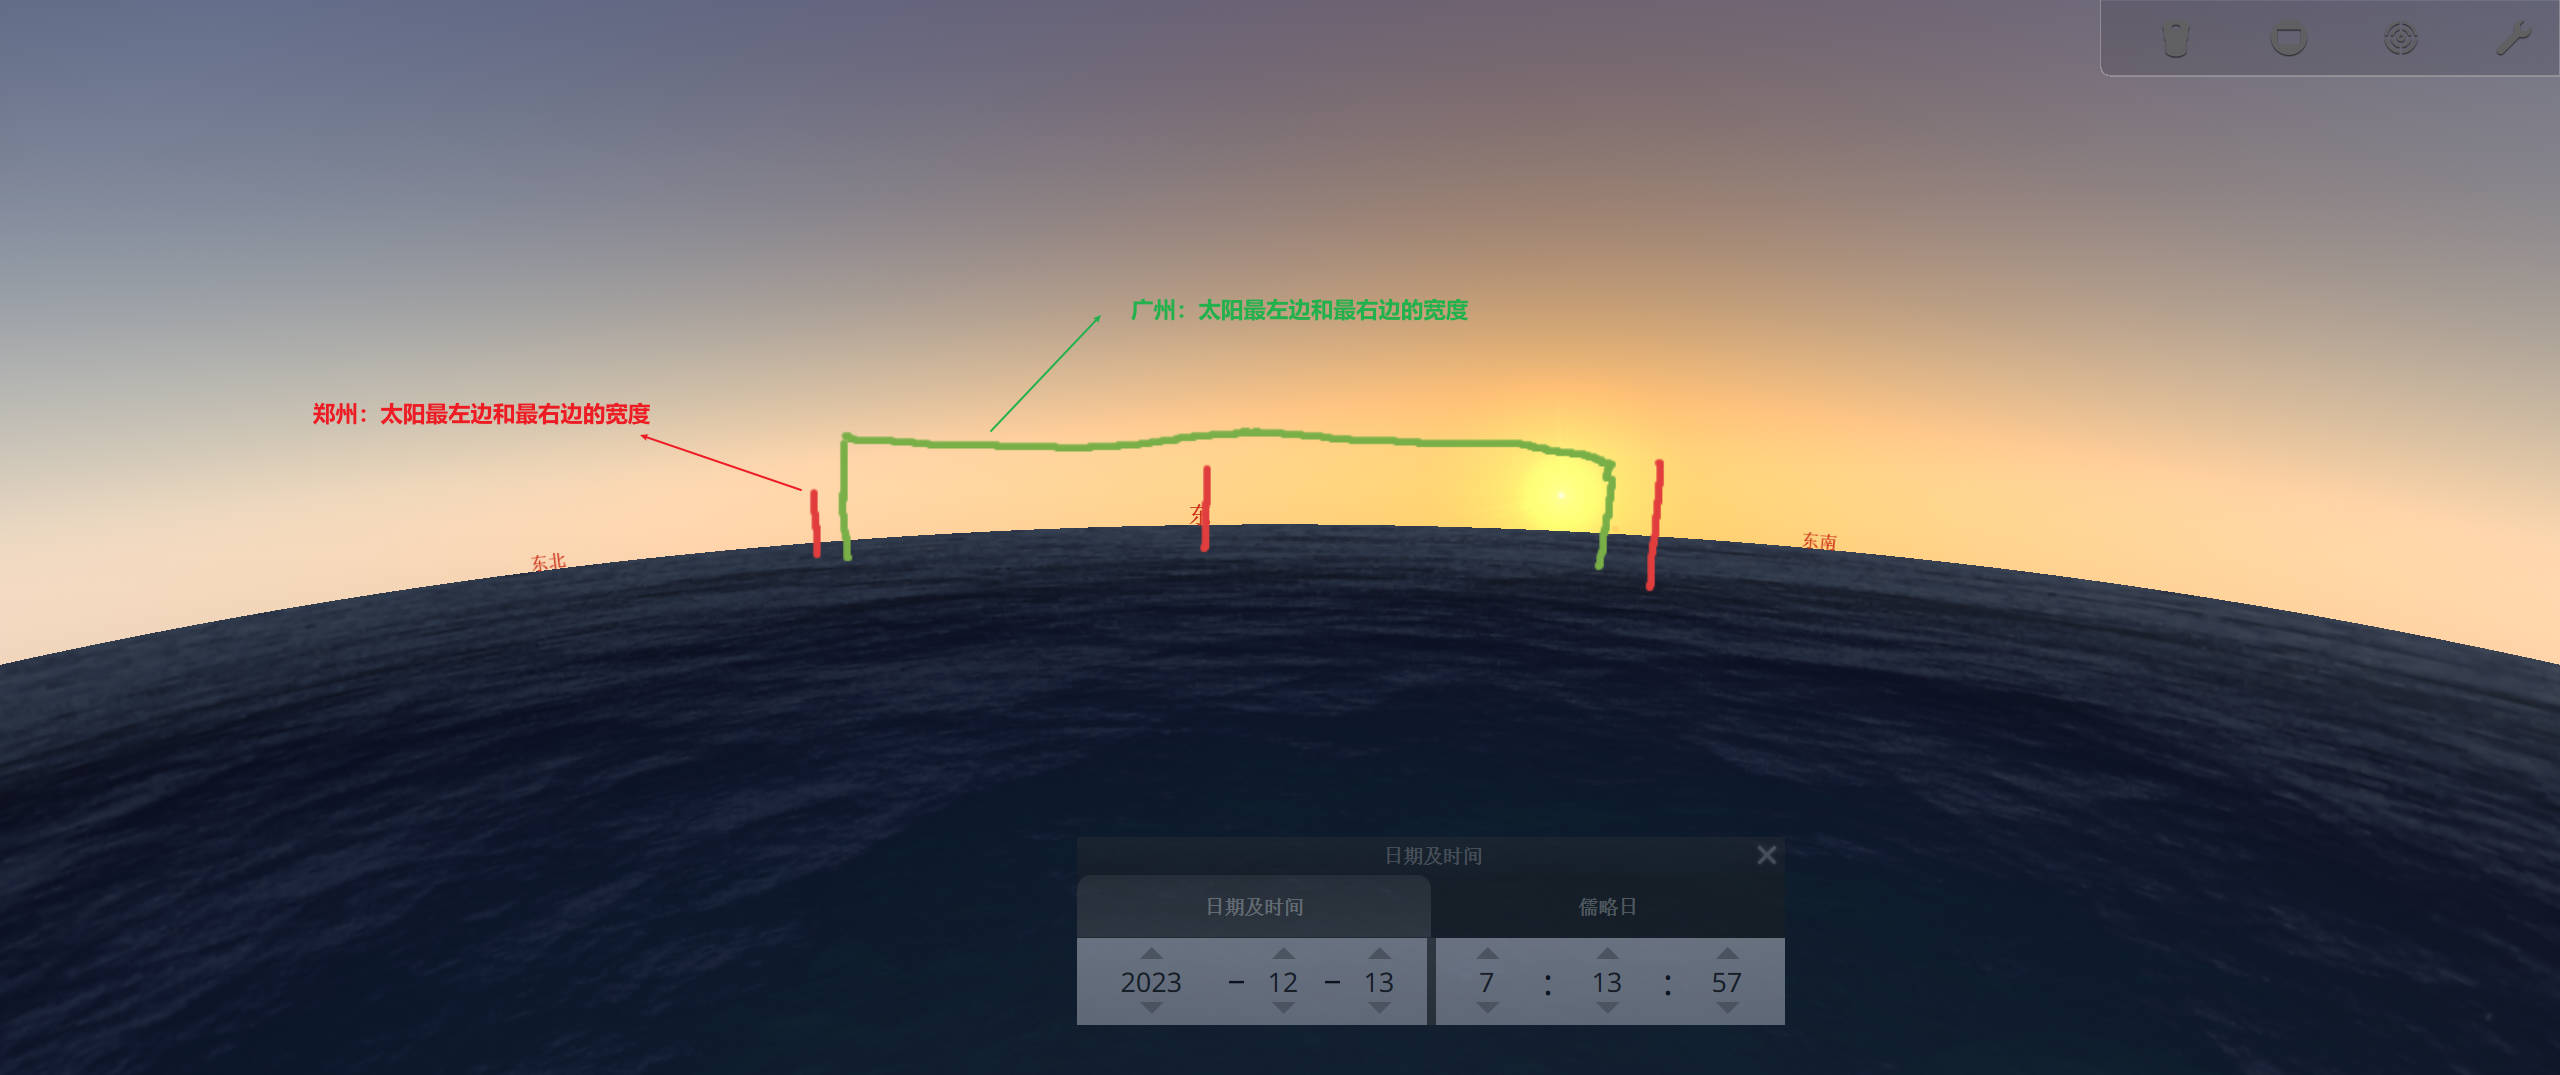 广州：太阳最左边和最右边的宽度
郑州：太阳最左边和最右边的宽度
东
东北
东南
日期及时间
日期及时间
儒略日
2023 - 12 - 13
7 : 13 : 57